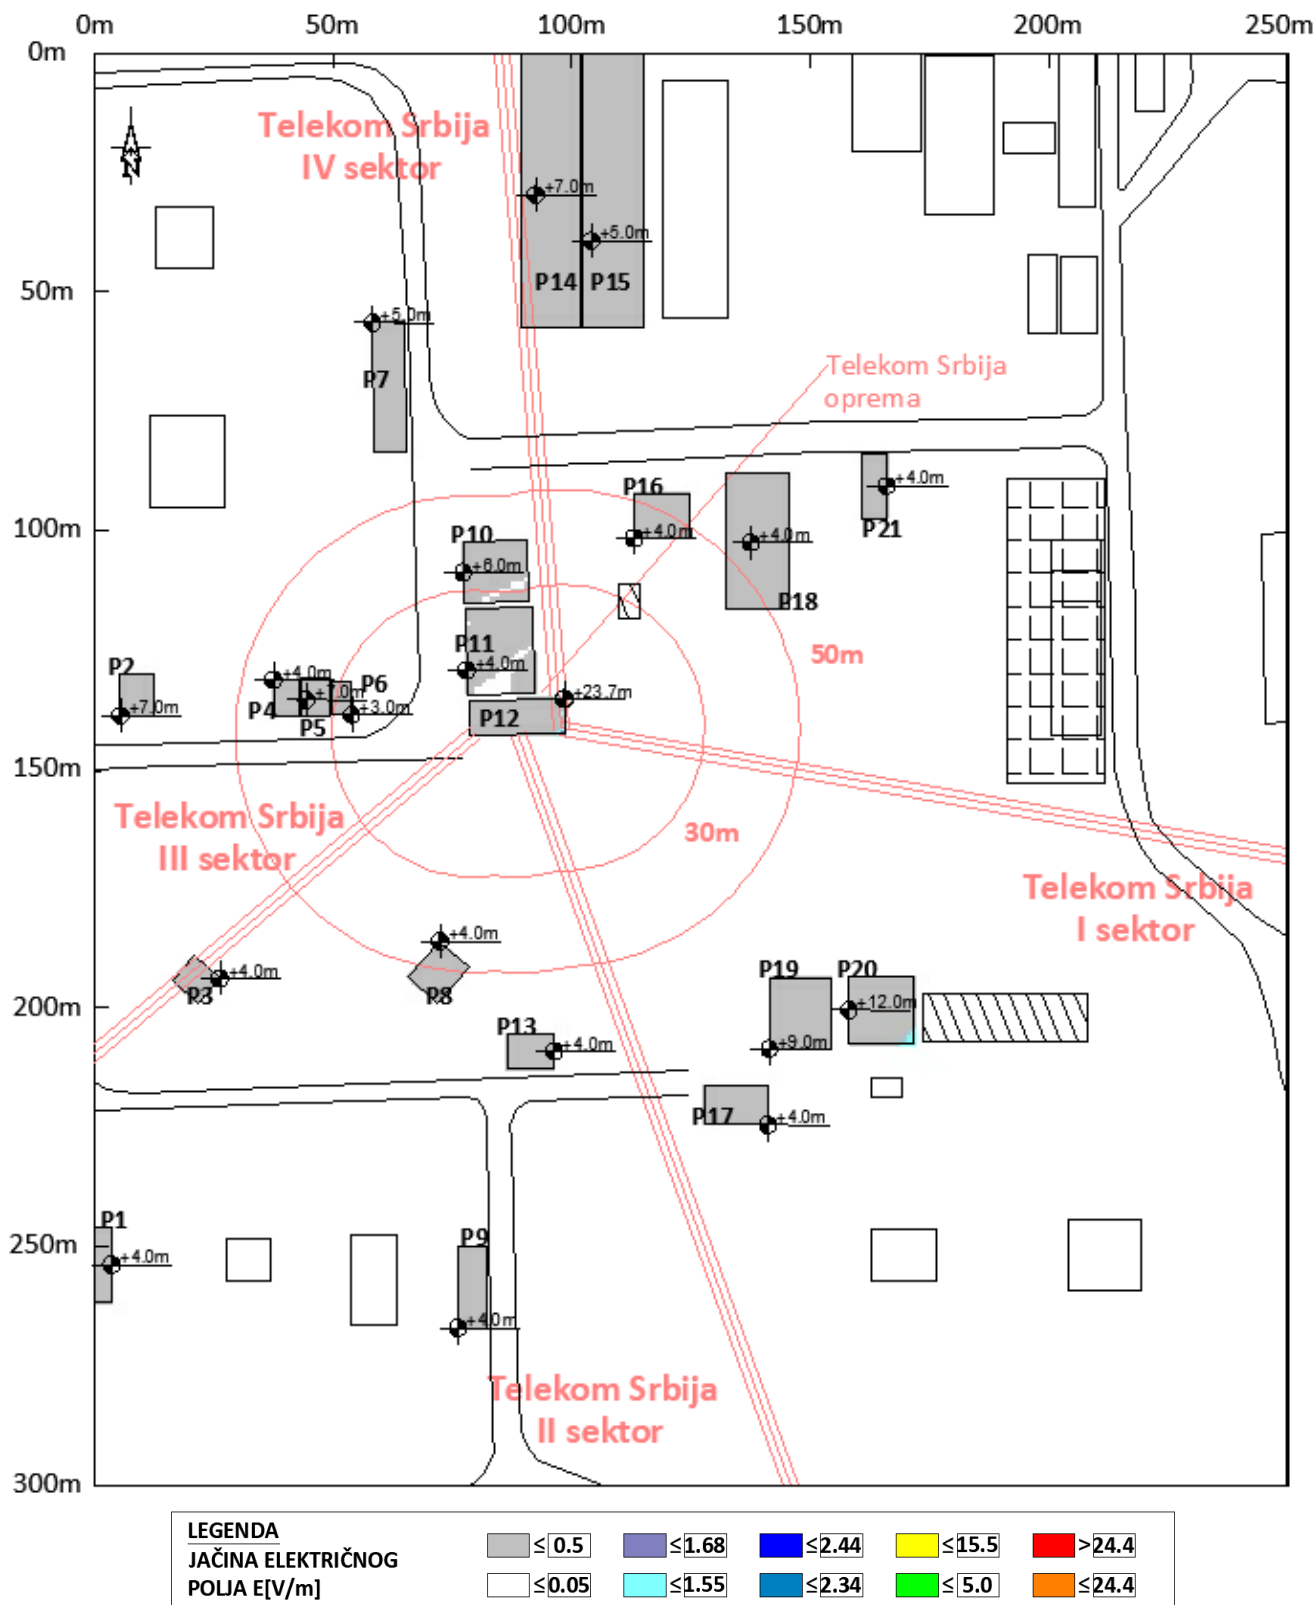 0m 50m 100m 150m 200m 250m
0m
Telekom Srbija
IV sektor
N
+7.0m
+5.0m
P14 P15
50m
+5.0m
P7
Telekom Srbija
oprema
P16
+4.0m
P21
+4.0m
+4.0m
P18
100m
P10
+6.0m
P11
+4.0m
50m
P2
+7.0m
+4.0m
P4
+7.0m
P5
P6
+3.0m
+23.7m
P12
150m
Telekom Srbija
III sektor
30m
Telekom Srbija
I sektor
+4.0m
P8
+4.0m
P3
P19 P20
+12.0m
+9.0m
200m
P13
+4.0m
P17
+4.0m
P1
+4.0m
250m
P9
+4.0m
Telekom Srbija
II sektor
300m
LEGENDA
JAČINA ELEKTRIČNOG
POLJA E[V/m]
≤ 0.5 ≤1.68 ≤2.44 ≤15.5 >24.4
≤0.05 ≤1.55 ≤2.34 ≤ 5.0 ≤24.4